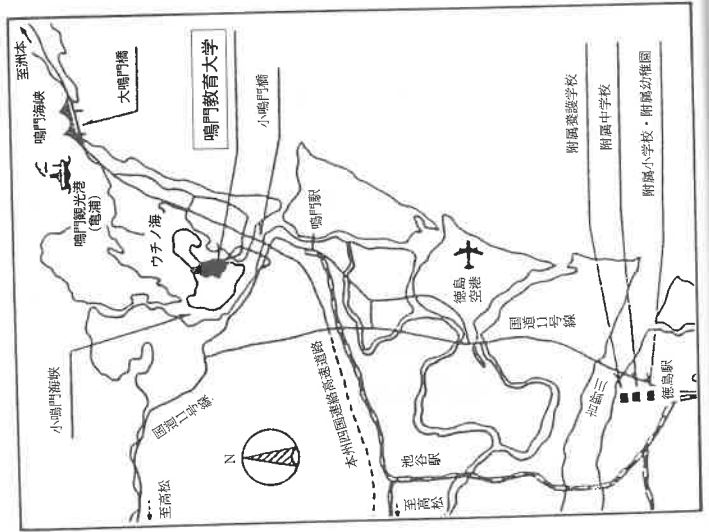 至洲本
大鳴門橋
鳴門海峡
鳴門観光港
(亀浦)
鳴門教育大学
小鳴門橋
ウチノ海
小鳴門海峡
国道11号線
至高松
N
鳴門駅
本州四国連絡高速道路
徳島
空港
国道11号線
池谷駅
至高松
吉野川
徳島駅
附属養護学校
附属中学校
附属小学校・附属幼稚園